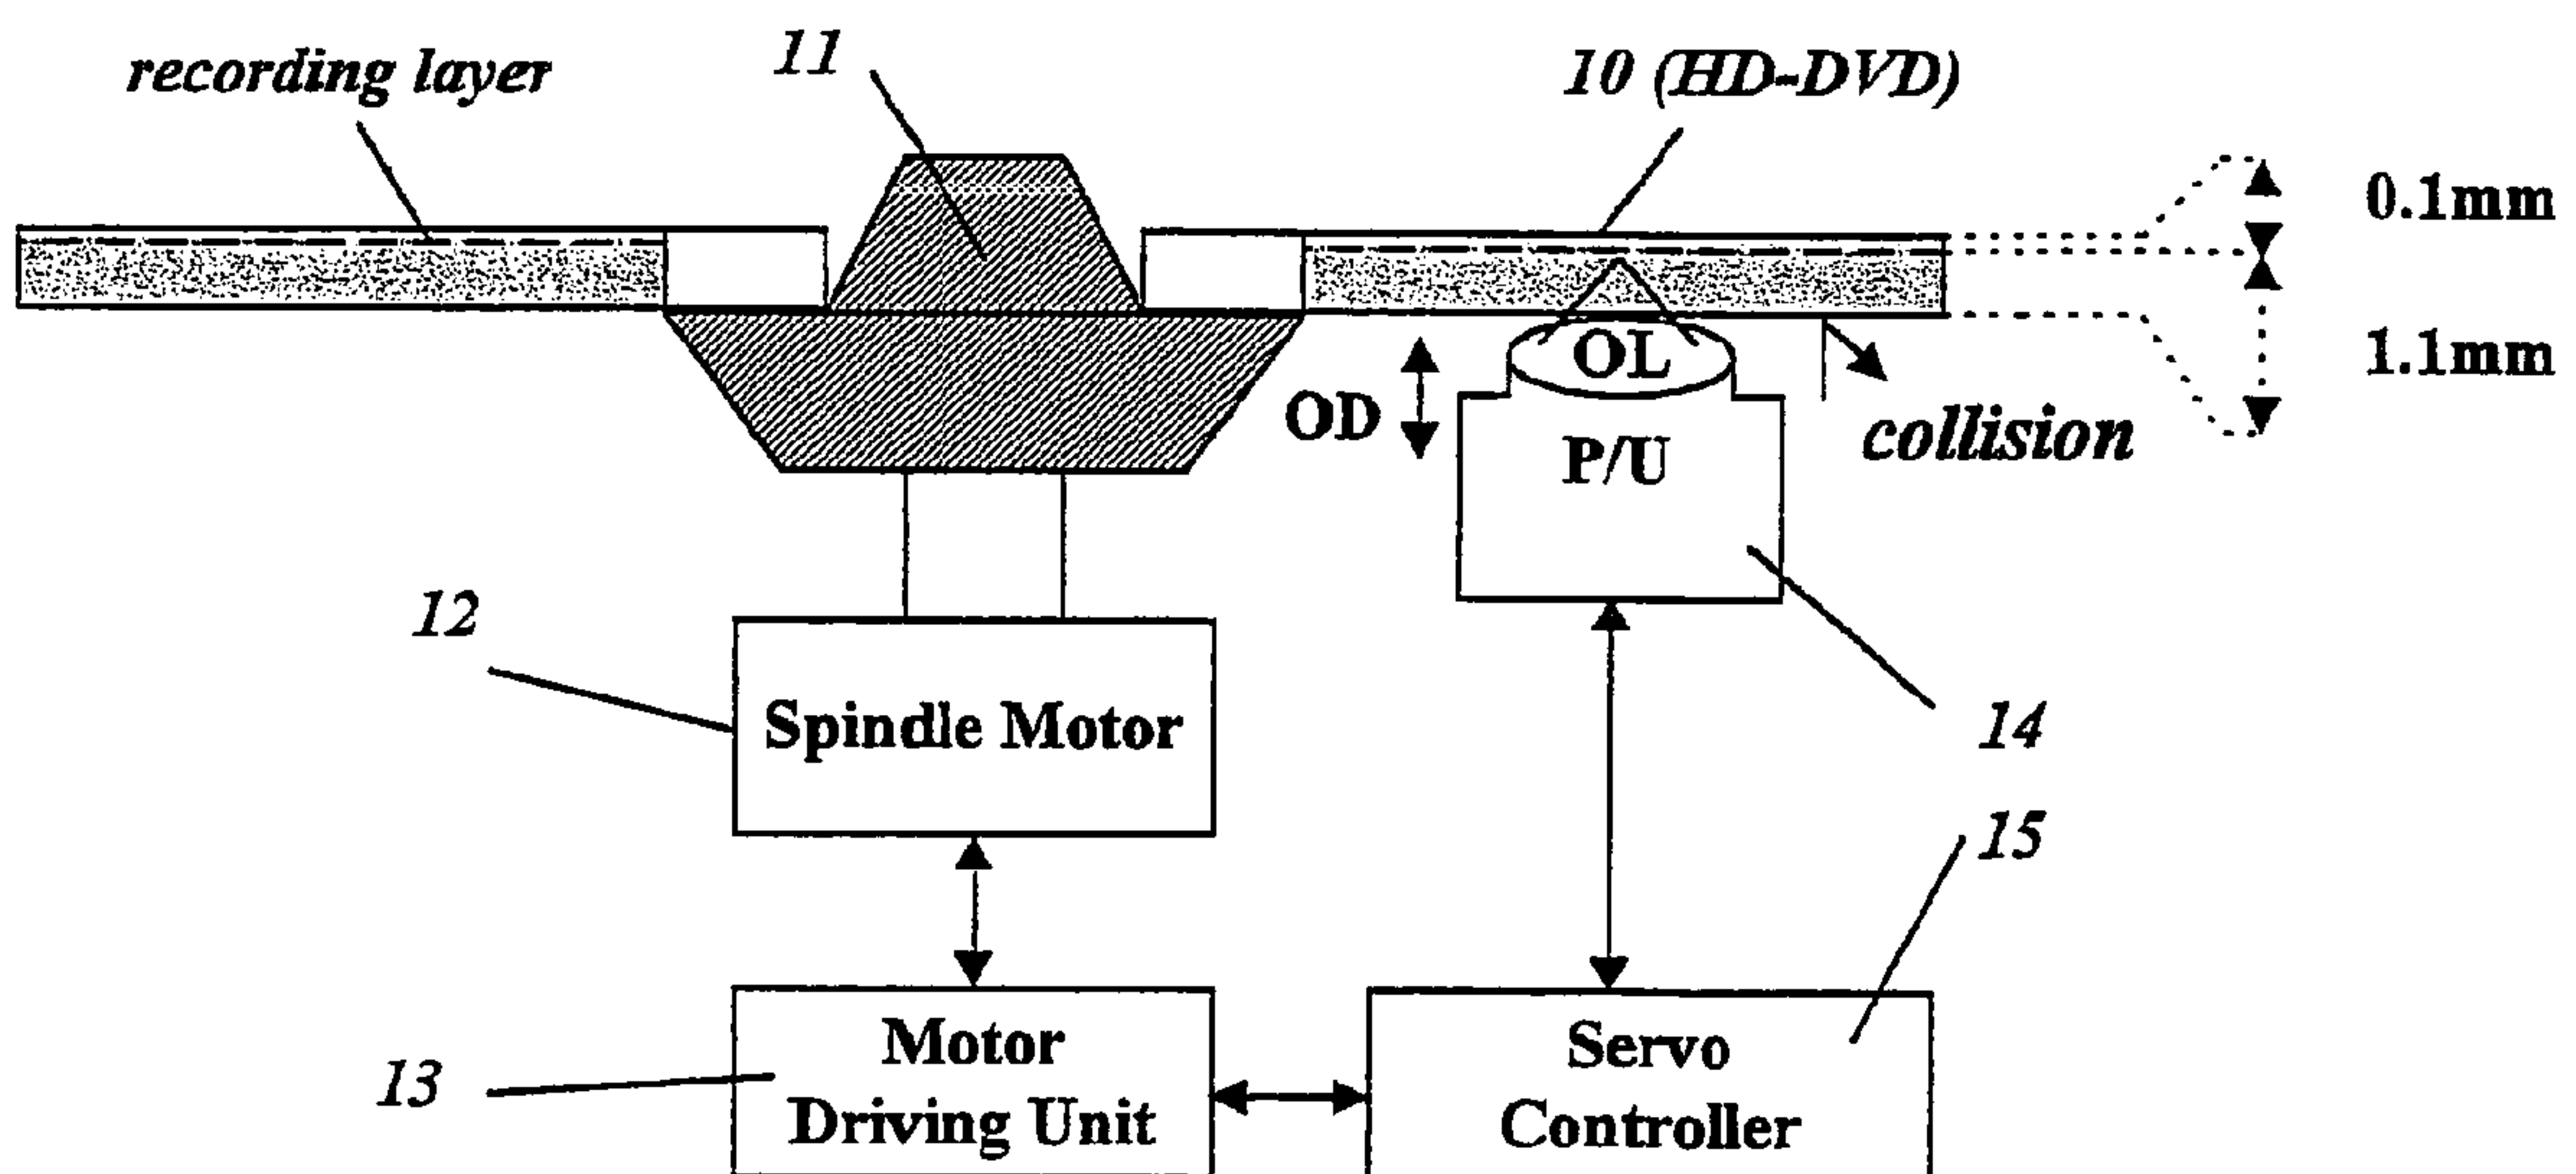 recording layer
11
10 (HD-DVD)
0.1mm
1.1mm
OL
OD
P/U
collision
12
Spindle Motor
14
15
13
Motor
Driving Unit
Servo
Controller